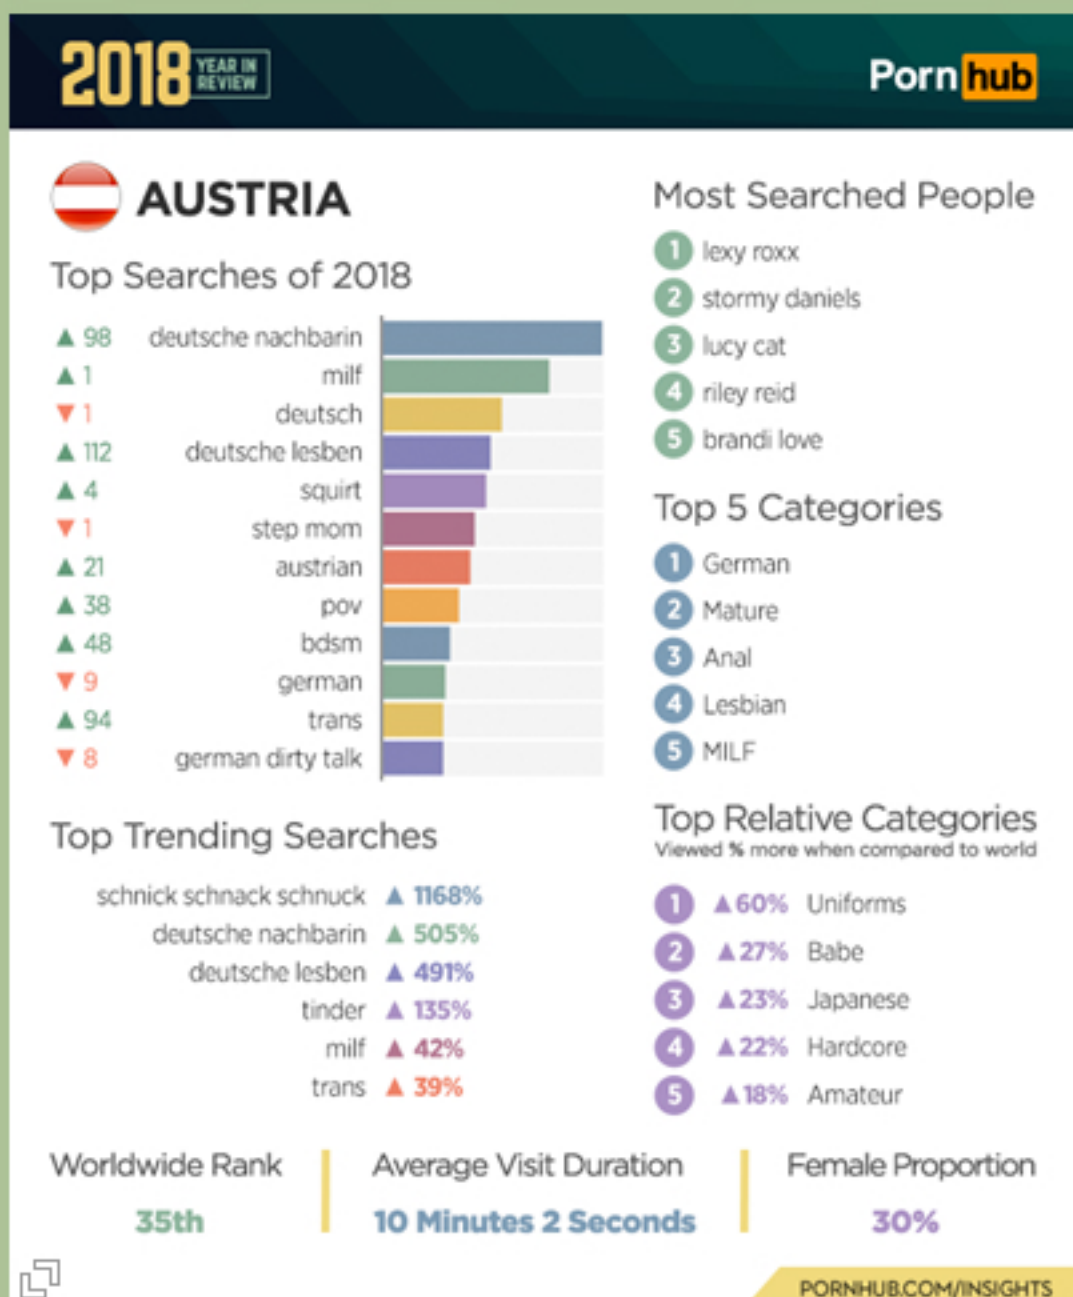 2018 YEAR IN REVIEW
Pornhub
AUSTRIA
Top Searches of 2018
▲ 98 deutsche nachbarin
▲ 1 milf
▼ 1 deutsch
▲ 112 deutsche lesben
▲ 4 squirt
▼ 1 step mom
▲ 21 austrian
▲ 38 pov
▲ 48 bdsm
▼ 9 german
▲ 94 trans
▼ 8 german dirty talk
Top Trending Searches
schnick schnack schnuck ▲ 1168%
deutsche nachbarin ▲ 505%
deutsche lesben ▲ 491%
tinder ▲ 135%
milf ▲ 42%
trans ▲ 39%
Most Searched People
1 lexy roxx
2 stormy daniels
3 lucy cat
4 riley reid
5 brandi love
Top 5 Categories
1 German
2 Mature
3 Anal
4 Lesbian
5 MILF
Top Relative Categories
Viewed % more when compared to world
1 ▲60% Uniforms
2 ▲27% Babe
3 ▲23% Japanese
4 ▲22% Hardcore
5 ▲18% Amateur
Worldwide Rank
35th
Average Visit Duration
10 Minutes 2 Seconds
Female Proportion
30%
PORNHUB.COM/INSIGHTS